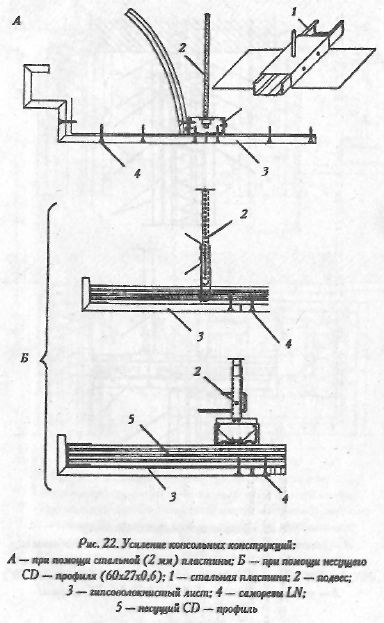 А
1
2
4
3
2
3
4
Б
2
5
3
4
Рис. 22. Усиление консольных конструкций:
А — при помощи стальной (2 мм) пластины; Б — при помощи несущего
CD — профиля (60x27x0,6); 1 — стальная пластина; 2 — подвес;
3 — гипсоволокнистый лист; 4 — саморезы LN;
5 — несущий CD — профиль